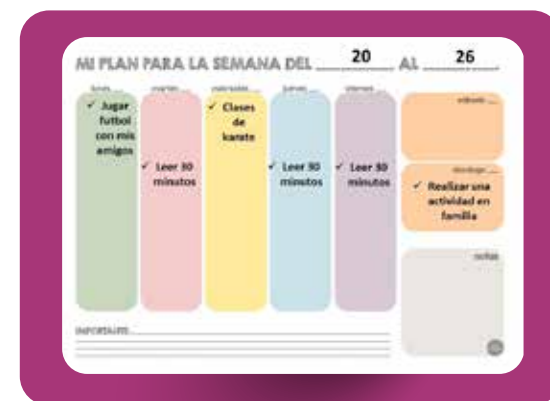 MI PLAN PARA LA SEMANA DEL 20 AL 26
lunes martes miércoles jueves viernes
✓ Jugar
futbol
con mis
amigos
✓ Leer 30
minutos
✓ Clases
de
karate
✓ Leer 30
minutos
✓ Leer 30
minutos
sábado
domingo
✓ Realizar una
actividad en
familia
notas
IMPORTANTE